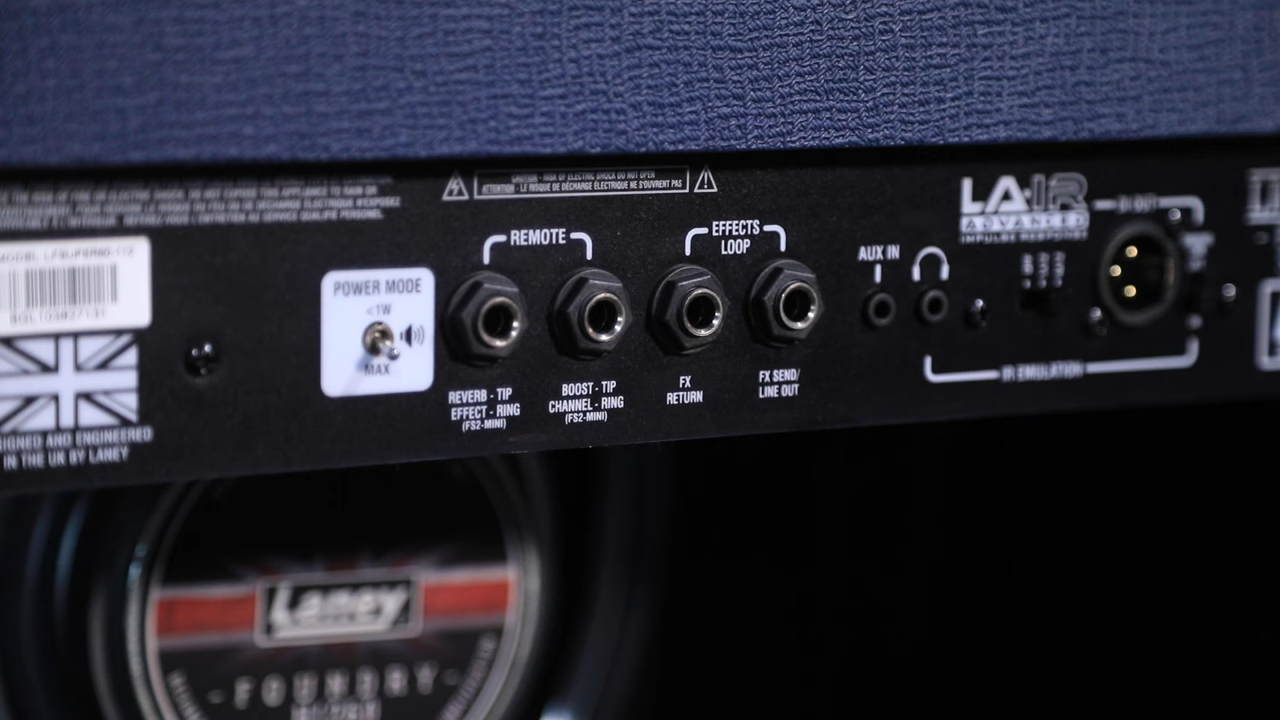 CAUTION - RISK OF ELECTRIC SHOCK DO NOT OPEN
ATTENTION - LE RISQUE DE DÉCHARGE ÉLECTRIQUE NE S'OUVRENT PAS
POWER MODE
<1W
MAX
REMOTE
REVERB - TIP
EFFECT - RING
(FS2-MINI)
BOOST - TIP
CHANNEL - RING
(FS2-MINI)
EFFECTS
LOOP
FX
RETURN
FX SEND/
LINE OUT
AUX IN
LA·IR
ADVANCED
IMPULSE RESPONSE
DI OUT
IR EMULATION
IGNED AND ENGINEERED
IN THE UK BY LANEY
Laney
-FOUNDRY-